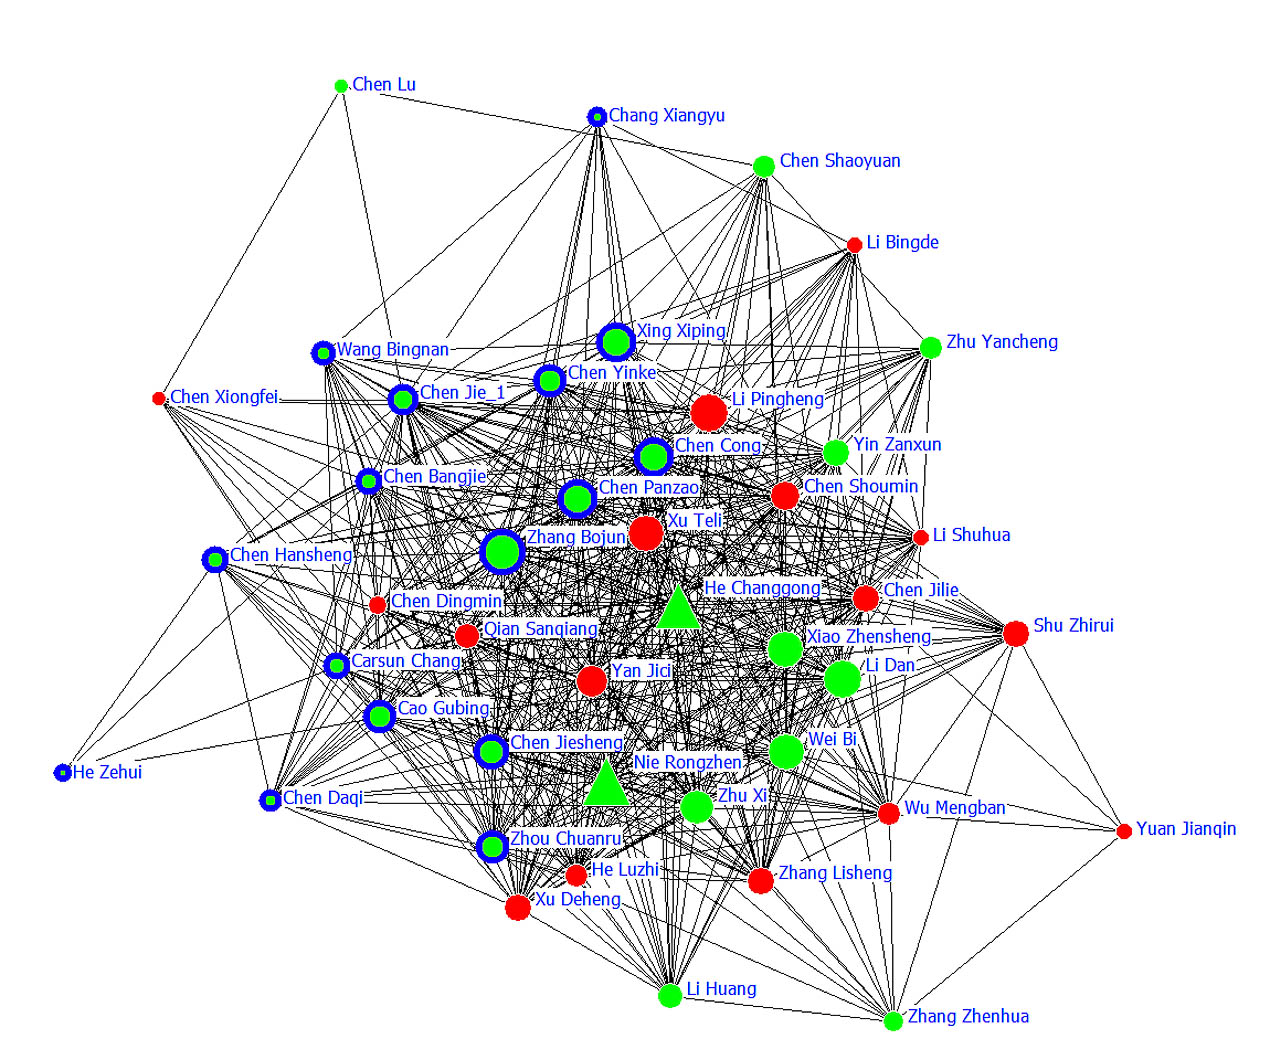 Chen Lu
Chang Xiangyu
Chen Shaoyuan
Li Bingde
Xing Xiping
Zhu Yancheng
Wang Bingnan
Chen Yinke
Chen Jie_1
Chen Xiongfei
Li Pingheng
Chen Cong
Yin Zanxun
Chen Bangjie
Chen Panzao
Chen Shoumin
Xu Teli
Zhang Bojun
Li Shuhua
Chen Hansheng
He Changgong
Chen Jilie
Chen Dingmin
Qian Sanqiang
Shu Zhirui
Xiao Zhensheng
Carsun Chang
Yan Jici
Li Dan
Cao Gubing
Chen Jiesheng
Wei Bi
Nie Rongzhen
He Zehui
Chen Daqi
Zhu Xi
Wu Mengban
Yuan Jianqin
Zhou Chuanru
He Luzhi
Zhang Lisheng
Xu Deheng
Li Huang
Zhang Zhenhua